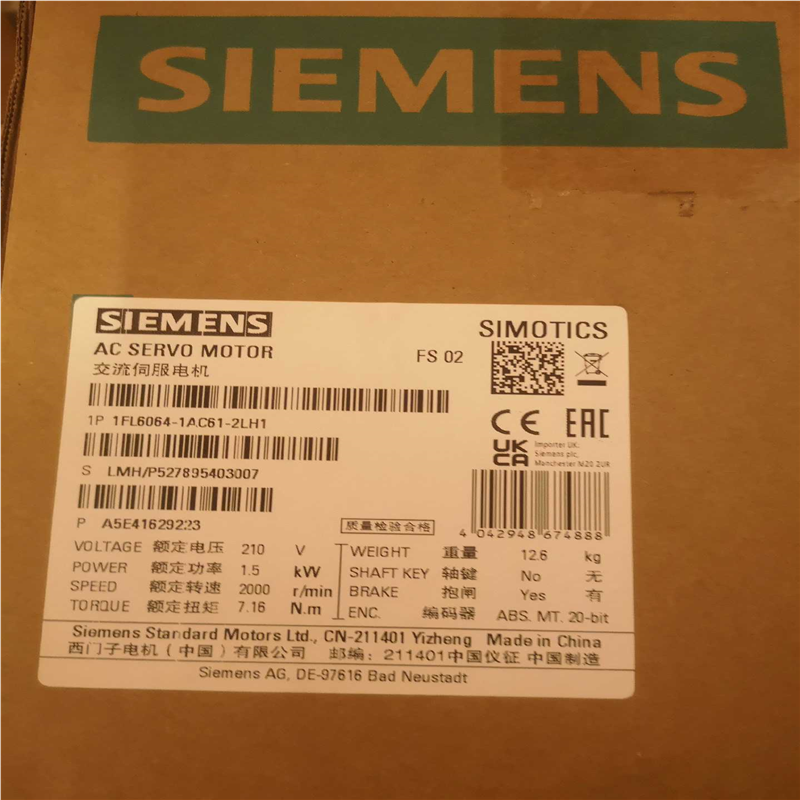 SIEMENS
SIEMENS
SIMOTICS
AC SERVO MOTOR
FS 02
交流伺服电机
1P 1FL6064-1AC61-2LH1
CE EAC
UK CA
Importer UK:
Siemens plc,
Manchester M20 2UR
S LMH/P527895403007
P A5E41629223
质量检验合格
4 042948 674888
VOLTAGE 额定电压 210 V
POWER 额定功率 1.5 kW
SPEED 额定转速 2000 r/min
TORQUE 额定扭矩 7.16 N.m
WEIGHT 重量 12.6 kg
SHAFT KEY 轴键 No 无
BRAKE 抱闸 Yes 有
ENC. 编码器 ABS. MT. 20-bit
Siemens Standard Motors Ltd., CN-211401 Yizheng Made in China
西门子电机（中国）有限公司 邮编：211401中国仪征 中国制造
Siemens AG, DE-97616 Bad Neustadt